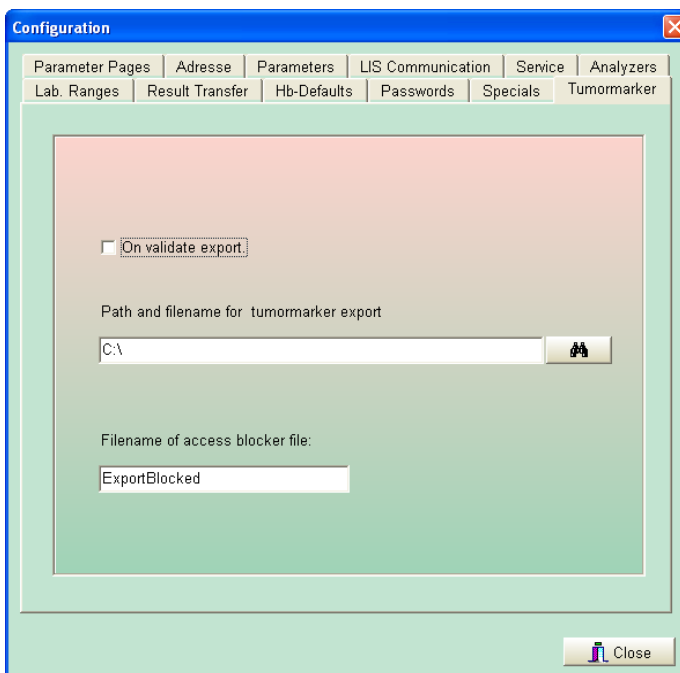 Configuration
Parameter Pages Adresse Parameters LIS Communication Service Analyzers
Lab. Ranges Result Transfer Hb-Defaults Passwords Specials Tumormarker
On validate export.
Path and filename for tumormarker export
C:\
Filename of access blocker file:
ExportBlocked
Close